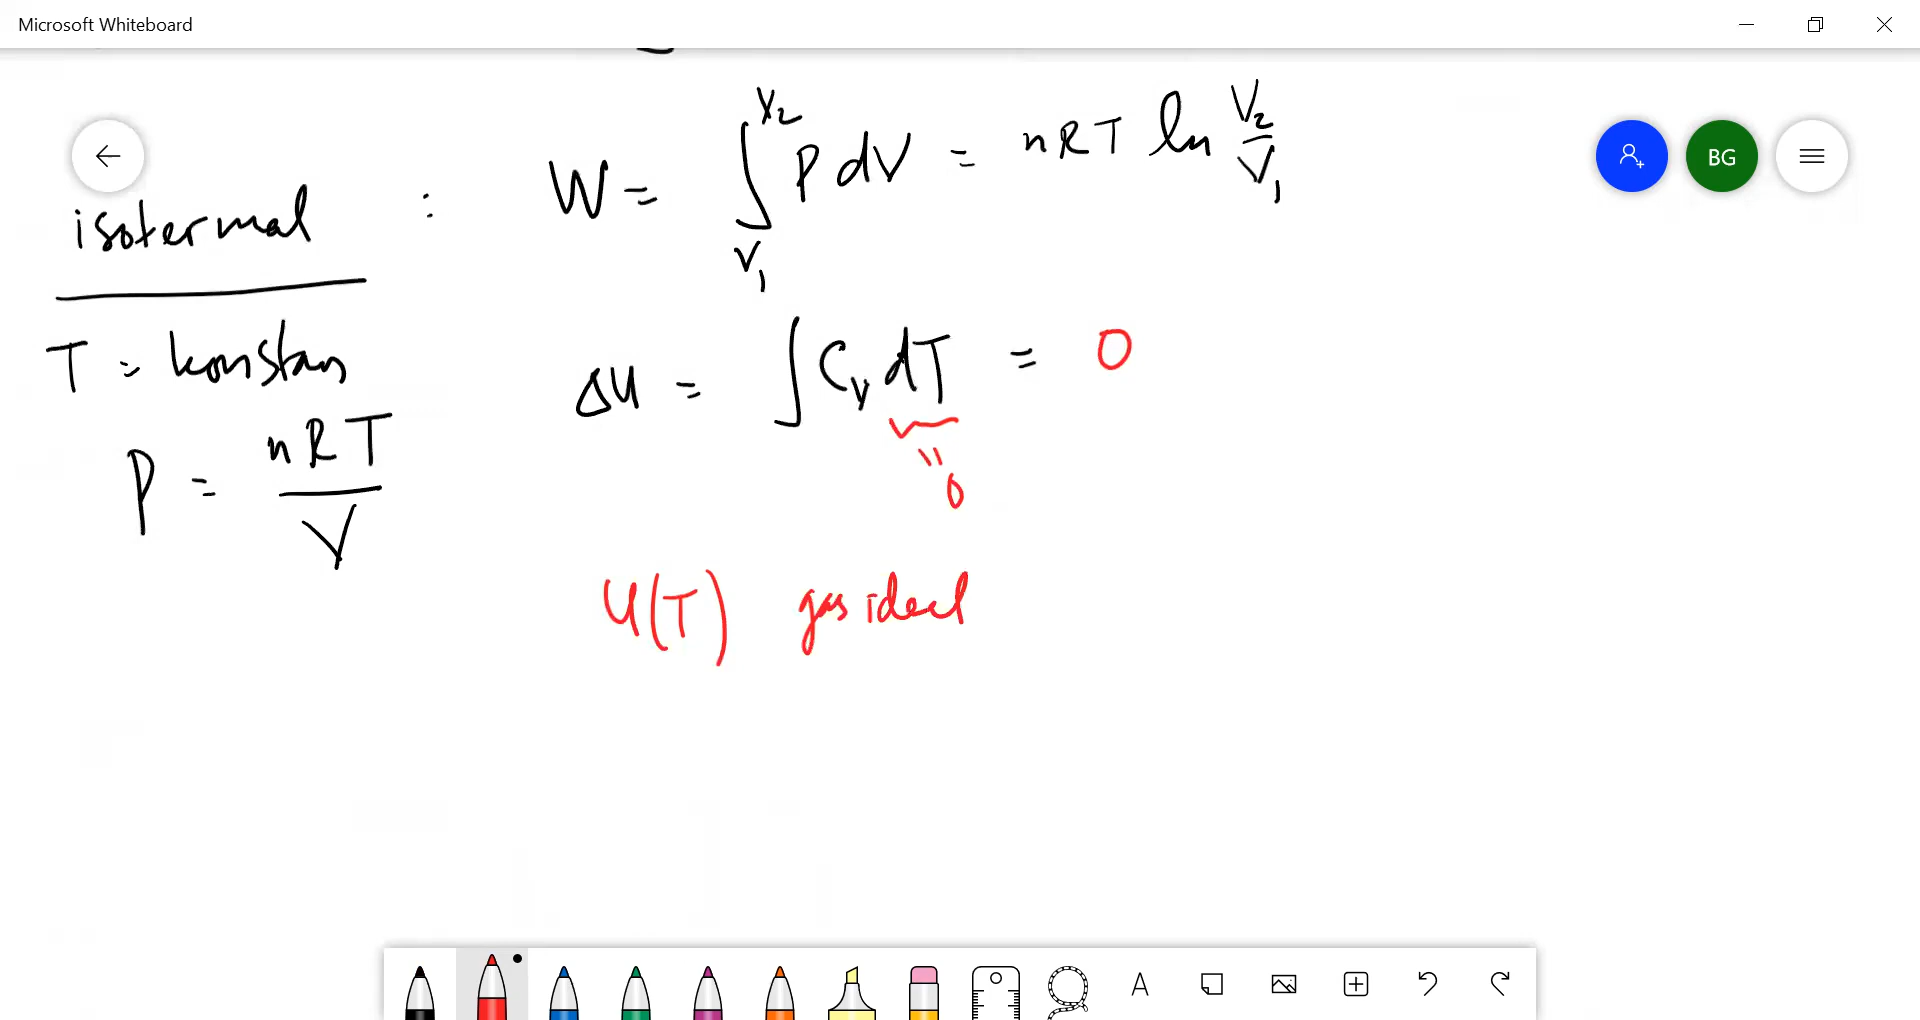 Microsoft Whiteboard
BG
isotermal : W = ∫_{V₁}^{V₂} P dV = nRT ln V₂/V₁
T = konstan
ΔU = ∫ C_V dT = 0
= 0
P = nRT/V
U(T) gas ideal
A